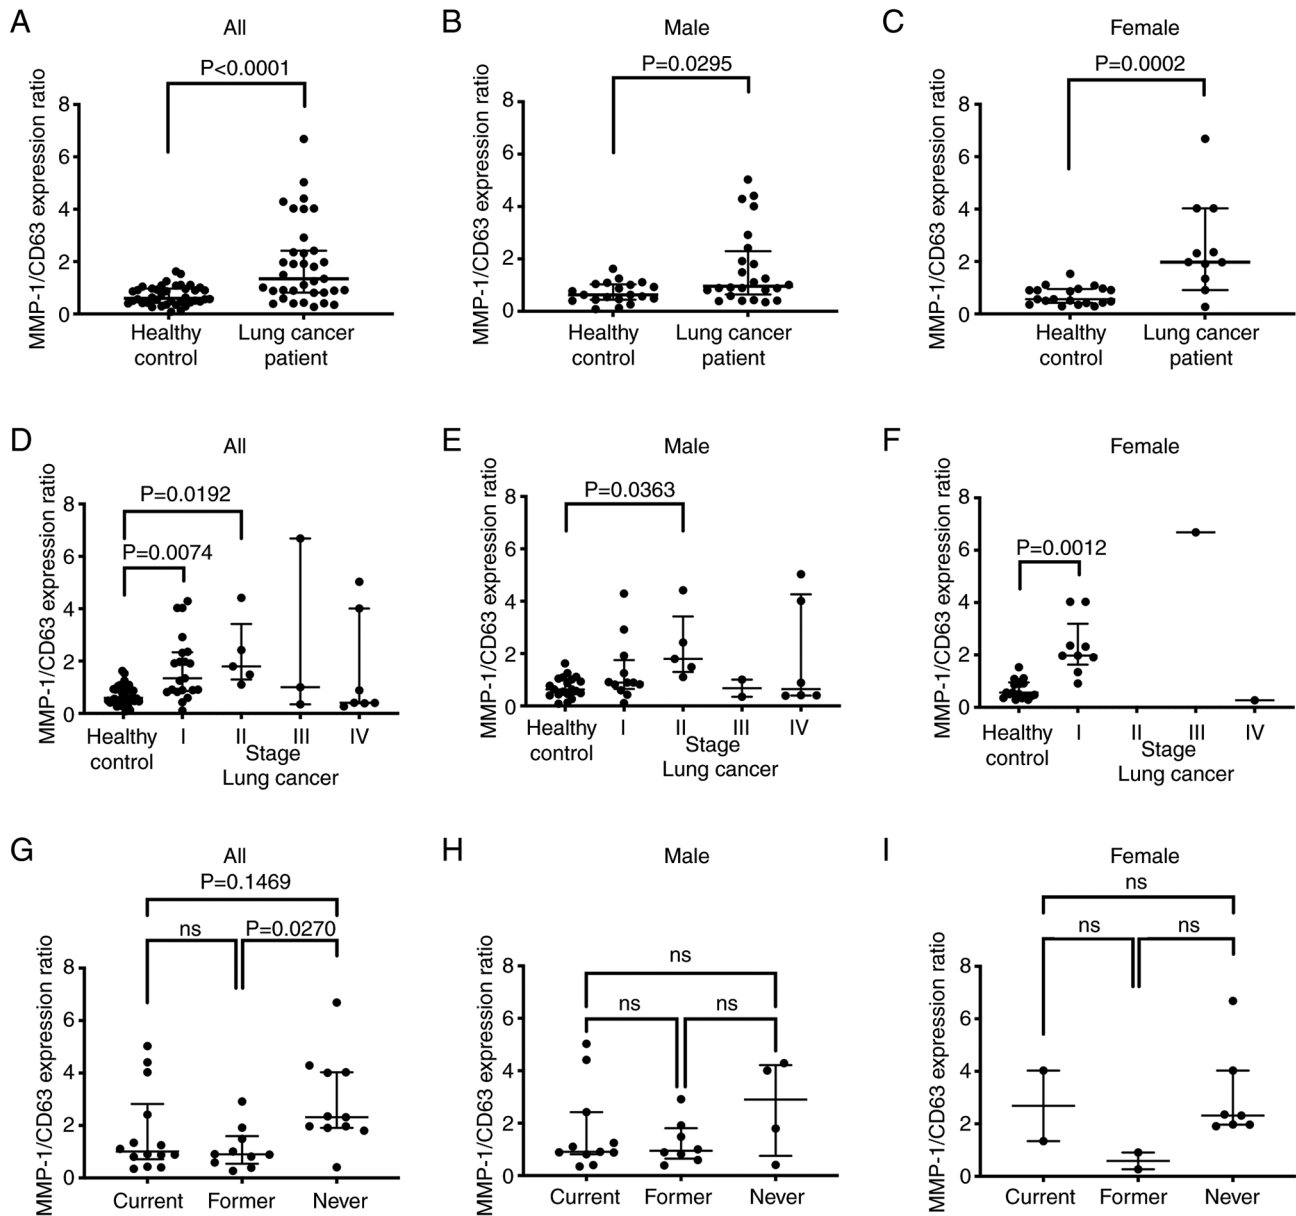 A
All
P<0.0001
MMP-1/CD63 expression ratio
8
6
4
2
0
Healthy
control
Lung cancer
patient
B
Male
P=0.0295
MMP-1/CD63 expression ratio
8
6
4
2
0
Healthy
control
Lung cancer
patient
C
Female
P=0.0002
MMP-1/CD63 expression ratio
8
6
4
2
0
Healthy
control
Lung cancer
patient
D
All
P=0.0192
P=0.0074
MMP-1/CD63 expression ratio
8
6
4
2
0
Healthy
control
I II III IV
Stage
Lung cancer
E
Male
P=0.0363
MMP-1/CD63 expression ratio
8
6
4
2
0
Healthy
control
I II III IV
Stage
Lung cancer
F
Female
P=0.0012
MMP-1/CD63 expression ratio
8
6
4
2
0
Healthy
control
I II III IV
Stage
Lung cancer
G
All
P=0.1469
ns P=0.0270
MMP-1/CD63 expression ratio
8
6
4
2
0
Current Former Never
H
Male
ns
ns ns
MMP-1/CD63 expression ratio
8
6
4
2
0
Current Former Never
I
Female
ns
ns ns
MMP-1/CD63 expression ratio
8
6
4
2
0
Current Former Never